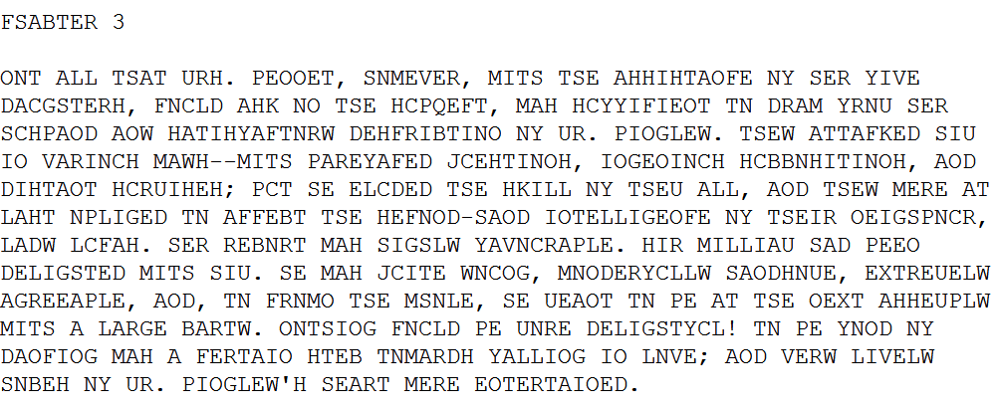 FSABTER 3
ONT ALL TSAT URH. PEOOET, SNMEVER, MITS TSE AHHIHTAOFE NY SER YIVE
DACGSTERH, FNCLD AHK NO TSE HCPQEFT, MAH HCYYIFIEOT TN DRAM YRNU SER
SCHPAOD AOW HATIHYAFTNRW DEHFRIBTINO NY UR. PIOGLEW. TSEW ATTAFKED SIU
IO VARINCH MAWH--MITS PAREYAFED JCEHTINOH, IOGEOINCH HCBBNHITINOH, AOD
DIHTAOT HCRUIHEH; PCT SE ELCDED TSE HKILL NY TSEU ALL, AOD TSEW MERE AT
LAHT NPLIGED TN AFFEBT TSE HEFNOD-SAOD IOTELLIGEOFE NY TSEIR OEIGSPNCR,
LADW LCFAH. SER REBNRT MAH SIGSLW YAVNCRAPLE. HIR MILLIAU SAD PEEO
DELIGSTED MITS SIU. SE MAH JCITE WNCOG, MNODERYCLLW SAODHNUE, EXTREUELW
AGREEAPLE, AOD, TN FRNMO TSE MSNLE, SE UEAOT TN PE AT TSE OEXT AHHEUPLW
MITS A LARGE BARTW. ONTSIOG FNCLD PE UNRE DELIGSTYCL! TN PE YNOD NY
DAOFIOG MAH A FERTAIO HTEB TNMARDH YALLIOG IO LNVE; AOD VERW LIVELW
SNBEH NY UR. PIOGLEW'H SEART MERE EOTERTAIOED.